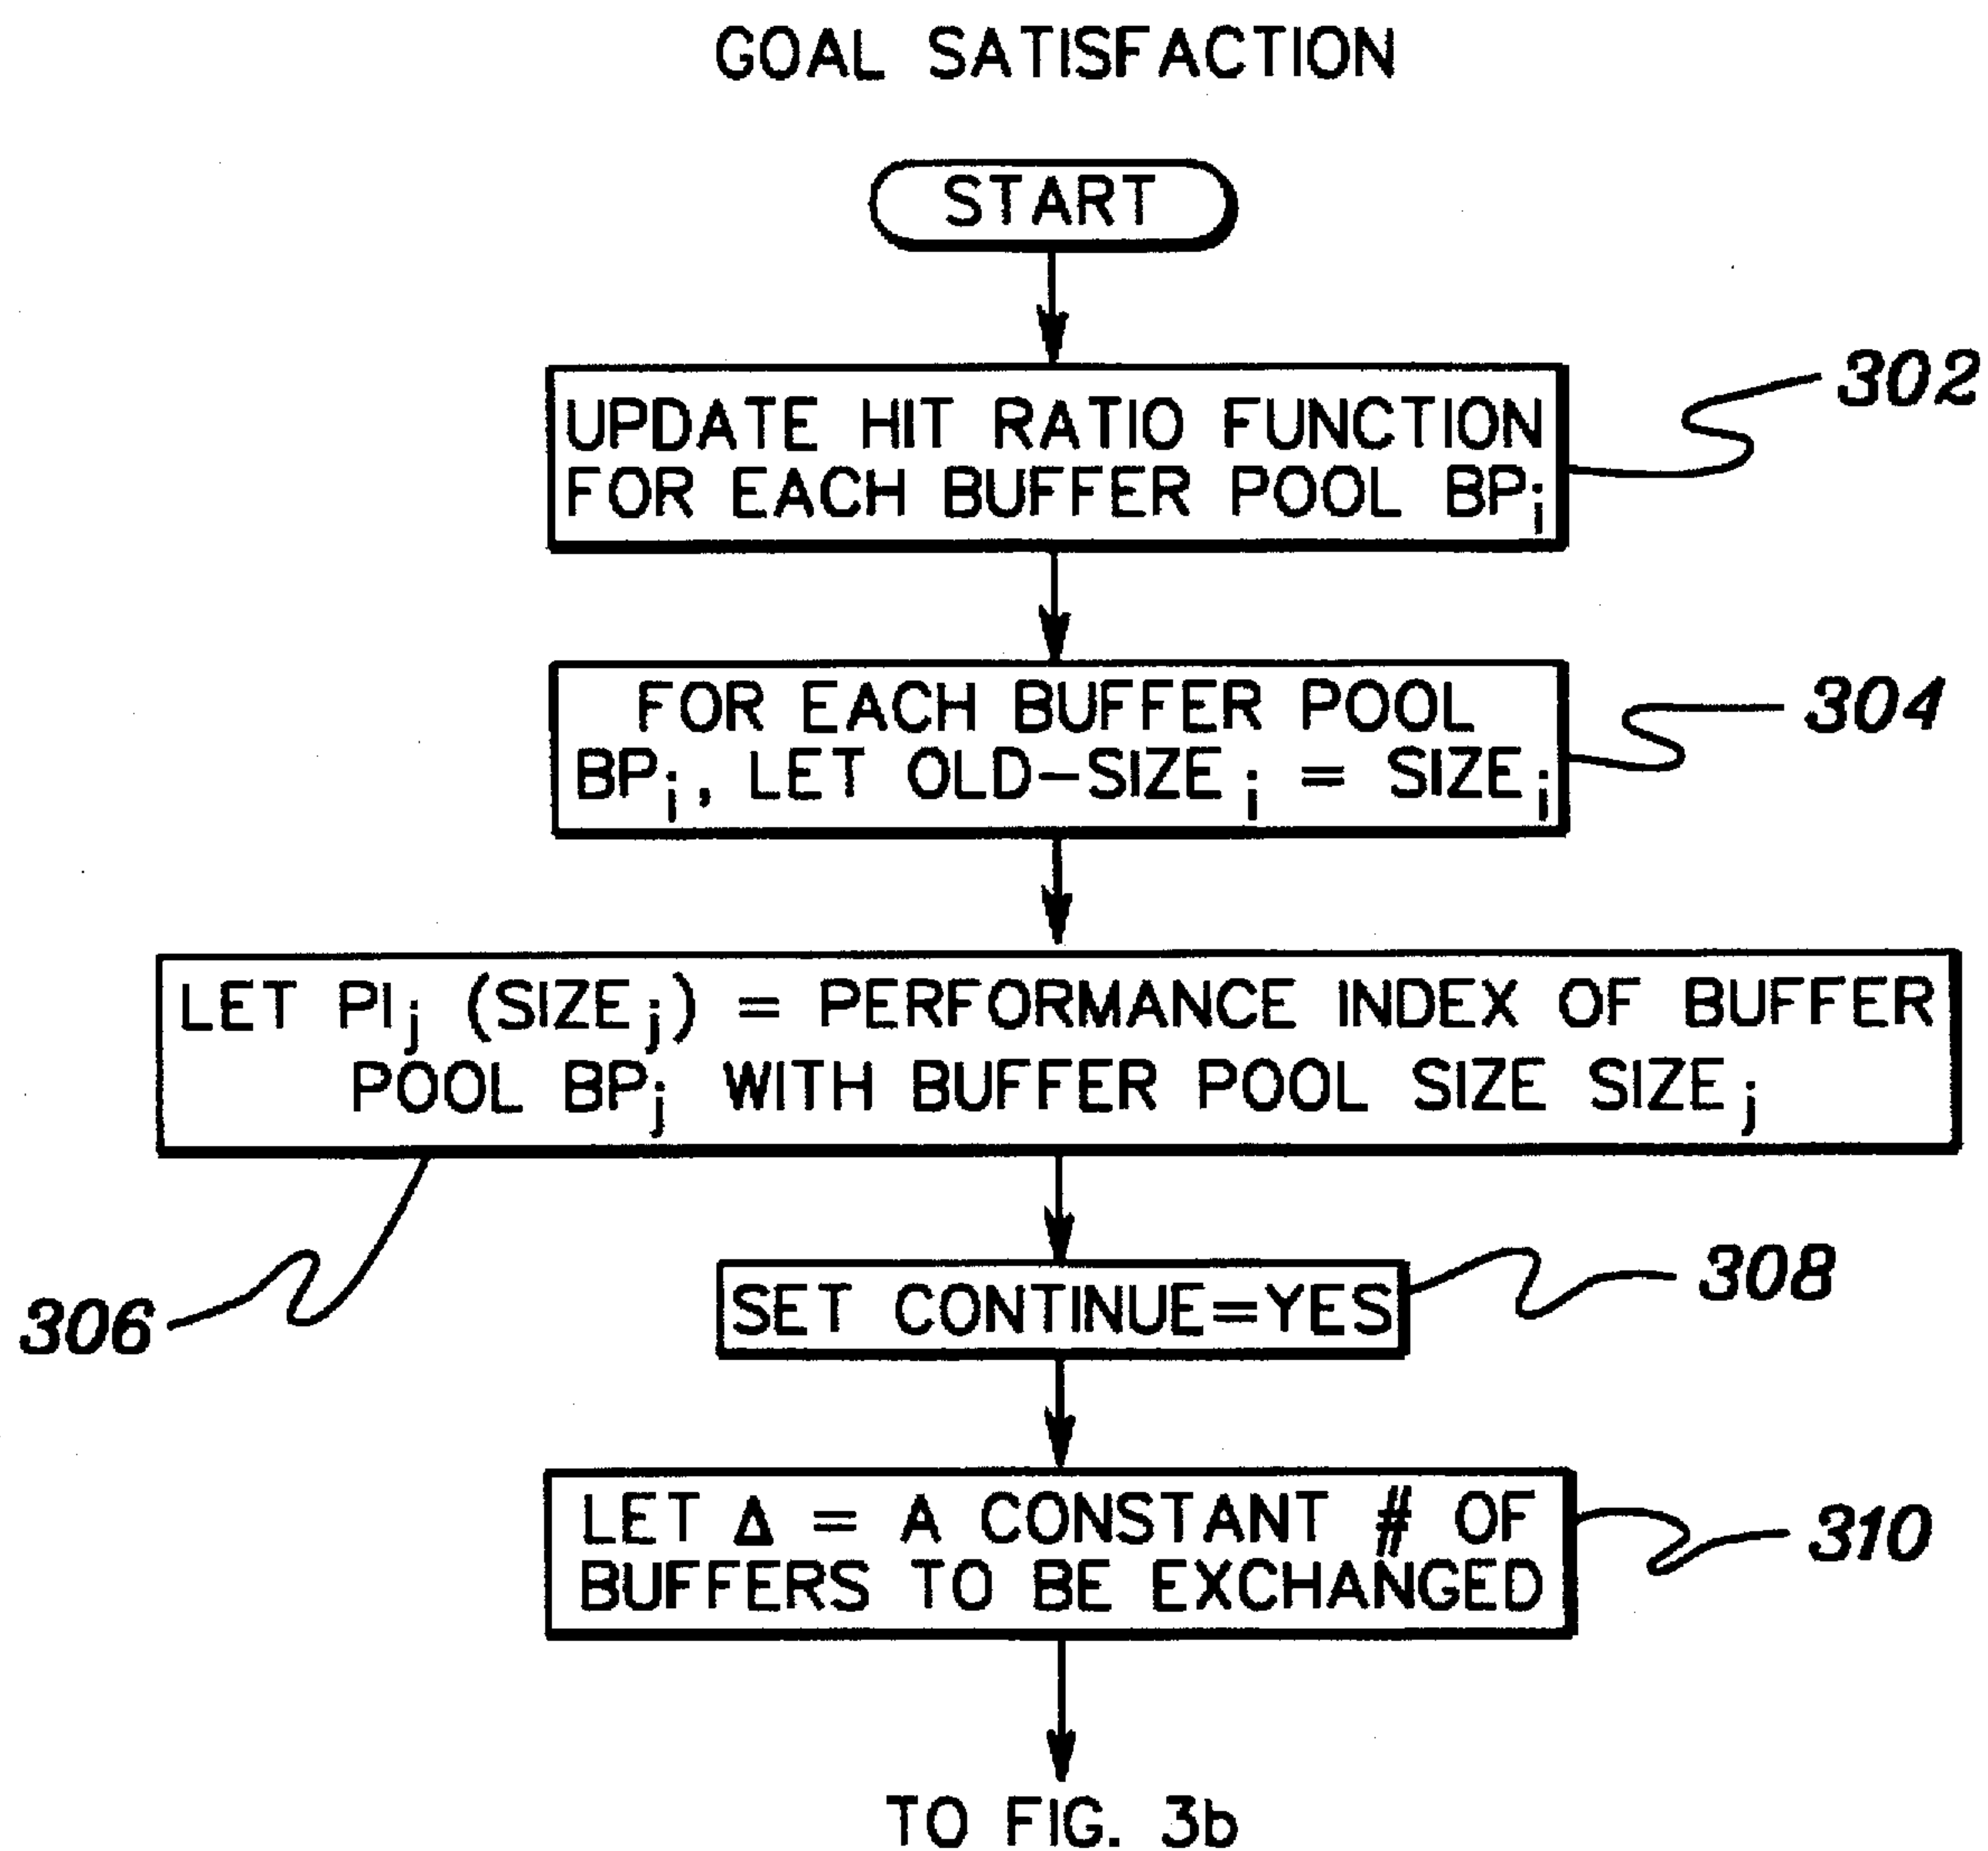 GOAL SATISFACTION
START
UPDATE HIT RATIO FUNCTION
FOR EACH BUFFER POOL BPi
302
FOR EACH BUFFER POOL
BPi, LET OLD-SIZE i = SIZE i
304
LET PIj (SIZEj) = PERFORMANCE INDEX OF BUFFER
POOL BPj WITH BUFFER POOL SIZE SIZE j
306
SET CONTINUE=YES
308
LET Δ = A CONSTANT # OF
BUFFERS TO BE EXCHANGED
310
TO FIG. 3b